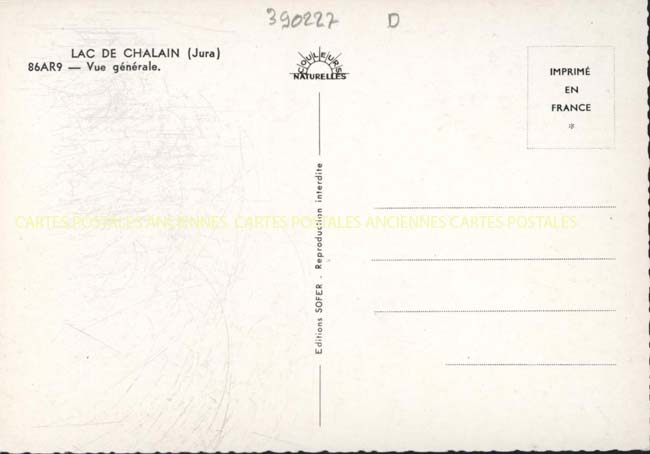 390227 D
LAC DE CHALAIN (Jura)
86AR9 — Vue générale.
COULEURS
NATURELLES
IMPRIMÉ
EN
FRANCE
*
Editions SOFER - Reproduction interdite
CARTES POSTALES ANCIENNES CARTES POSTALES ANCIENNES CARTES POSTALES